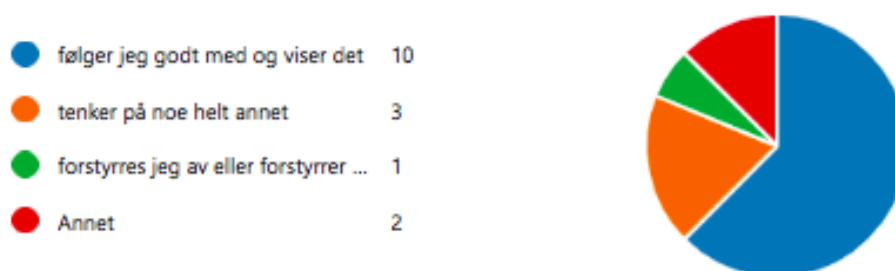 følger jeg godt med og viser det 10
tenker på noe helt annet 3
forstyrres jeg av eller forstyrrer ... 1
Annet 2